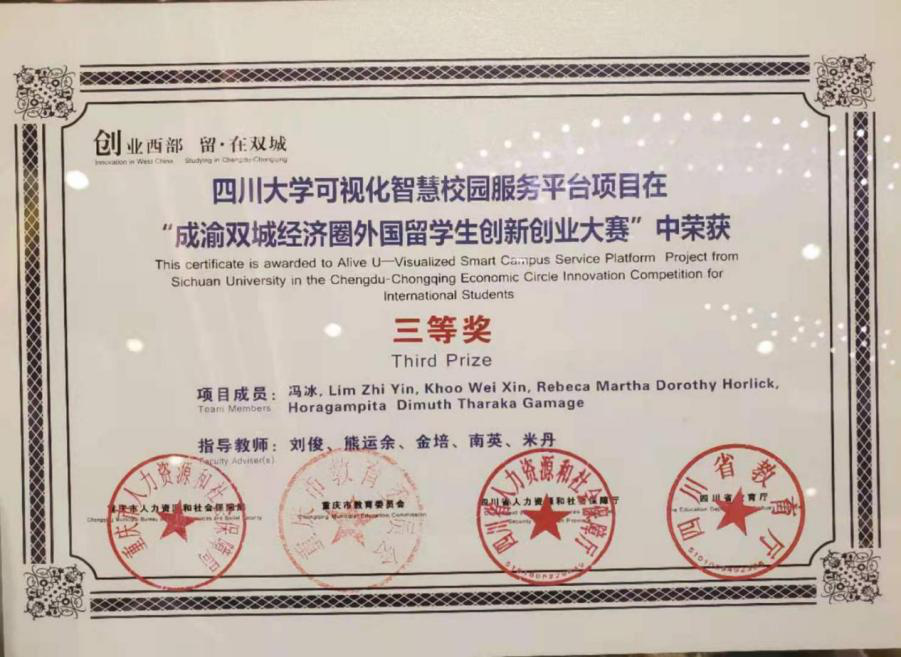 创业西部 留·在双城
Innovation in West China Studying in Chengdu-Chongqing
四川大学可视化智慧校园服务平台项目在
“成渝双城经济圈外国留学生创新创业大赛”中荣获
This certificate is awarded to Alive U—Visualized Smart Campus Service Platform Project from
Sichuan University in the Chengdu-Chongqing Economic Circle Innovation Competition for
International Students
三等奖
Third Prize
项目成员：冯冰, Lim Zhi Yin, Khoo Wei Xin, Rebeca Martha Dorothy Horlick,
Team Members Horagampita Dimuth Tharaka Gamage
指导教师：刘俊、熊运余、金培、南英、米丹
Faculty Adviser(s)
重庆市人力资源和社会保障局
重庆市教育委员会
Chongqing Municipal Education Commission
四川省人力资源和社会保障厅
四川省教育厅